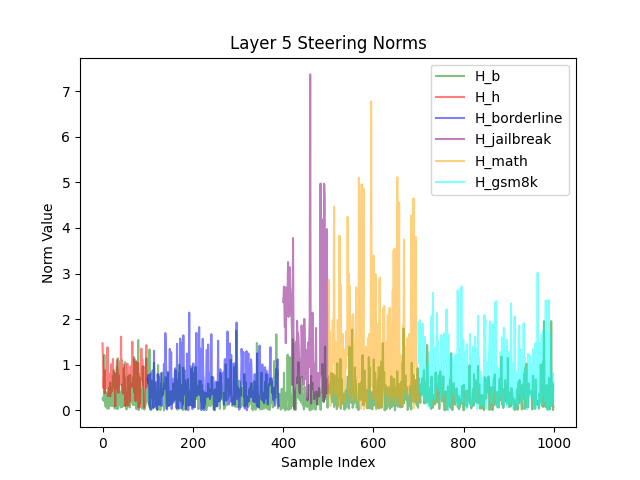 Layer 5 Steering Norms
H_b
H_h
H_borderline
H_jailbreak
H_math
H_gsm8k
Norm Value
7
6
5
4
3
2
1
0
0 200 400 600 800 1000
Sample Index